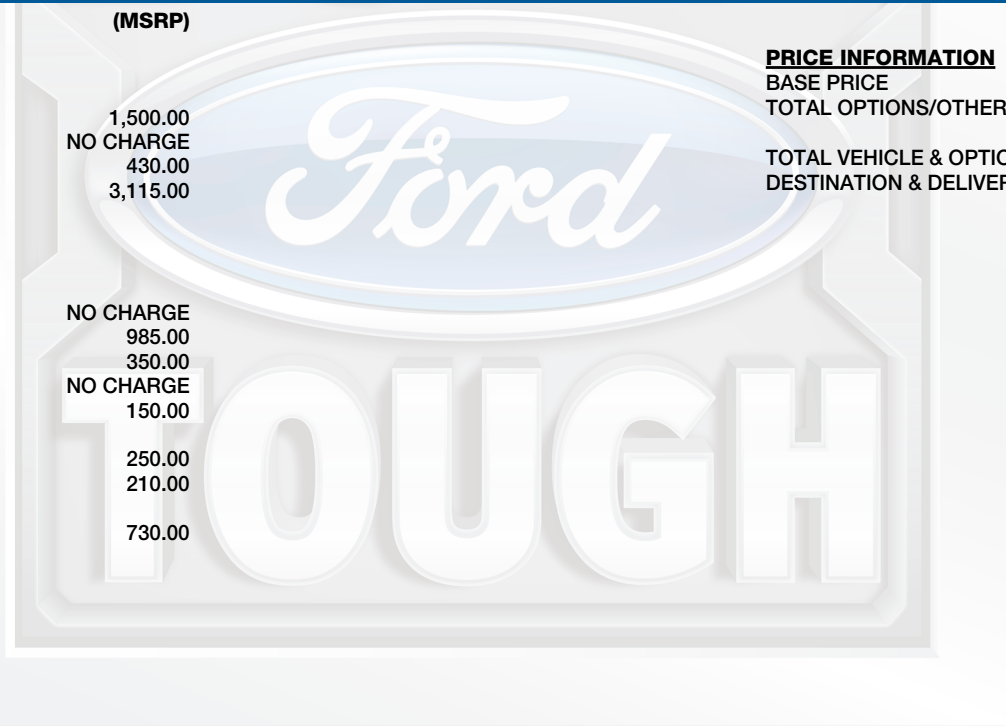 (MSRP)
1,500.00
NO CHARGE
430.00
3,115.00
NO CHARGE
985.00
350.00
NO CHARGE
150.00
250.00
210.00
730.00
PRICE INFORMATION
BASE PRICE
TOTAL OPTIONS/OTHER
TOTAL VEHICLE & OPTIO
DESTINATION & DELIVER
Ford
TOUGH